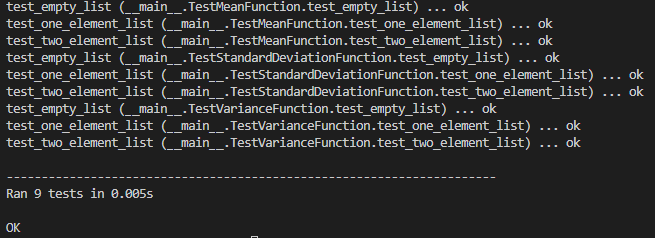 test_empty_list (__main__.TestMeanFunction.test_empty_list) ... ok
test_one_element_list (__main__.TestMeanFunction.test_one_element_list) ... ok
test_two_element_list (__main__.TestMeanFunction.test_two_element_list) ... ok
test_empty_list (__main__.TestStandardDeviationFunction.test_empty_list) ... ok
test_one_element_list (__main__.TestStandardDeviationFunction.test_one_element_list) ... ok
test_two_element_list (__main__.TestStandardDeviationFunction.test_two_element_list) ... ok
test_empty_list (__main__.TestVarianceFunction.test_empty_list) ... ok
test_one_element_list (__main__.TestVarianceFunction.test_one_element_list) ... ok
test_two_element_list (__main__.TestVarianceFunction.test_two_element_list) ... ok
----------------------------------------------------------------------
Ran 9 tests in 0.005s
OK